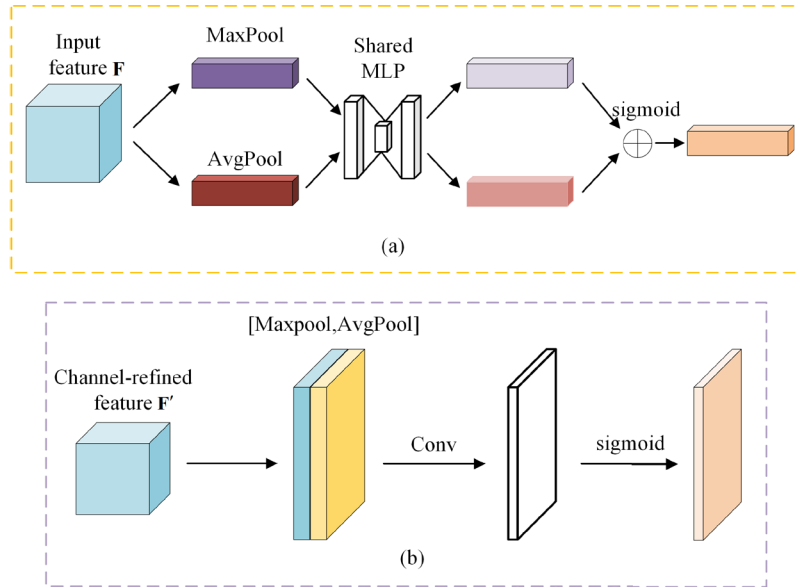 Input
feature F
MaxPool
Shared
MLP
AvgPool
sigmoid
(a)
[Maxpool,AvgPool]
Channel-refined
feature F′
Conv
sigmoid
(b)